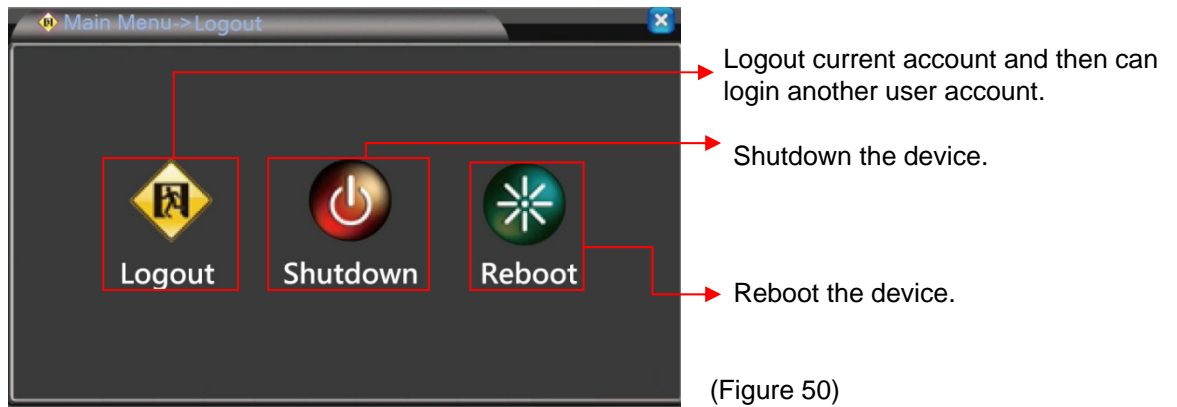 Main Menu->Logout
Logout current account and then can
login another user account.
Shutdown the device.
Logout
Shutdown
Reboot
Reboot the device.
(Figure 50)